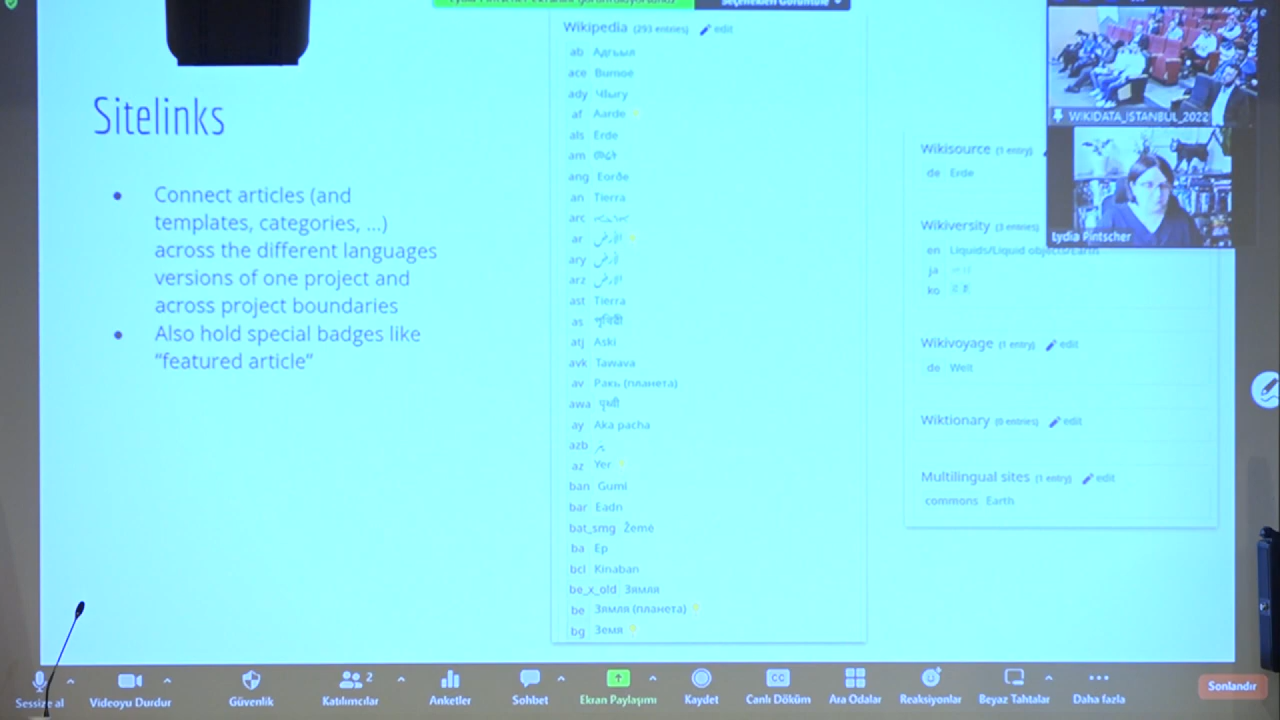 Sitelinks
Connect articles (and
templates, categories, ...)
across the different languages
versions of one project and
across project boundaries
Also hold special badges like
“featured article”
Wikipedia (293 entries) edit
ab Адгьыл
ace Bumoë
ady
af Aarde
als Erde
am
ang Eorðe
an Tierra
arc
ar الأرض
ary
arz الارض
ast Tierra
as পৃথিৱী
atj Aski
avk Tawava
av Ракь (планета)
awa पृथ्वी
ay Aka pacha
azb
az Yer
ban Gumi
bar Eadn
bat_smg Žemė
ba Ер
bcl Kinaban
be_x_old Зямля
be Зямля (планета)
bg Земя
Wikisource (1 entry)
de Erde
Wikiversity (3 entries)
en Liquids/Liquid objects/Earth
ja
ko
Wikivoyage (1 entry) edit
de Welt
Wiktionary (0 entries) edit
Multilingual sites (1 entry) edit
commons Earth
WIKIDATA_ISTANBUL_2022
Lydia Pintscher
Sessize al
Videoyu Durdur
Güvenlik
Katılımcılar 2
Anketler
Sohbet
Ekran Paylaşımı
Kaydet
CC
Canlı Döküm
Ara Odalar
Reaksiyonlar
Beyaz Tahtalar
Daha fazla
Sonlandır